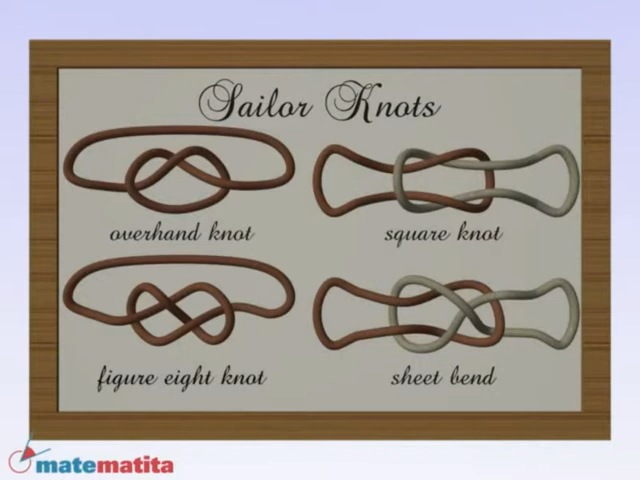 Sailor Knots
overhand knot
square knot
figure eight knot
sheet bend
matematita